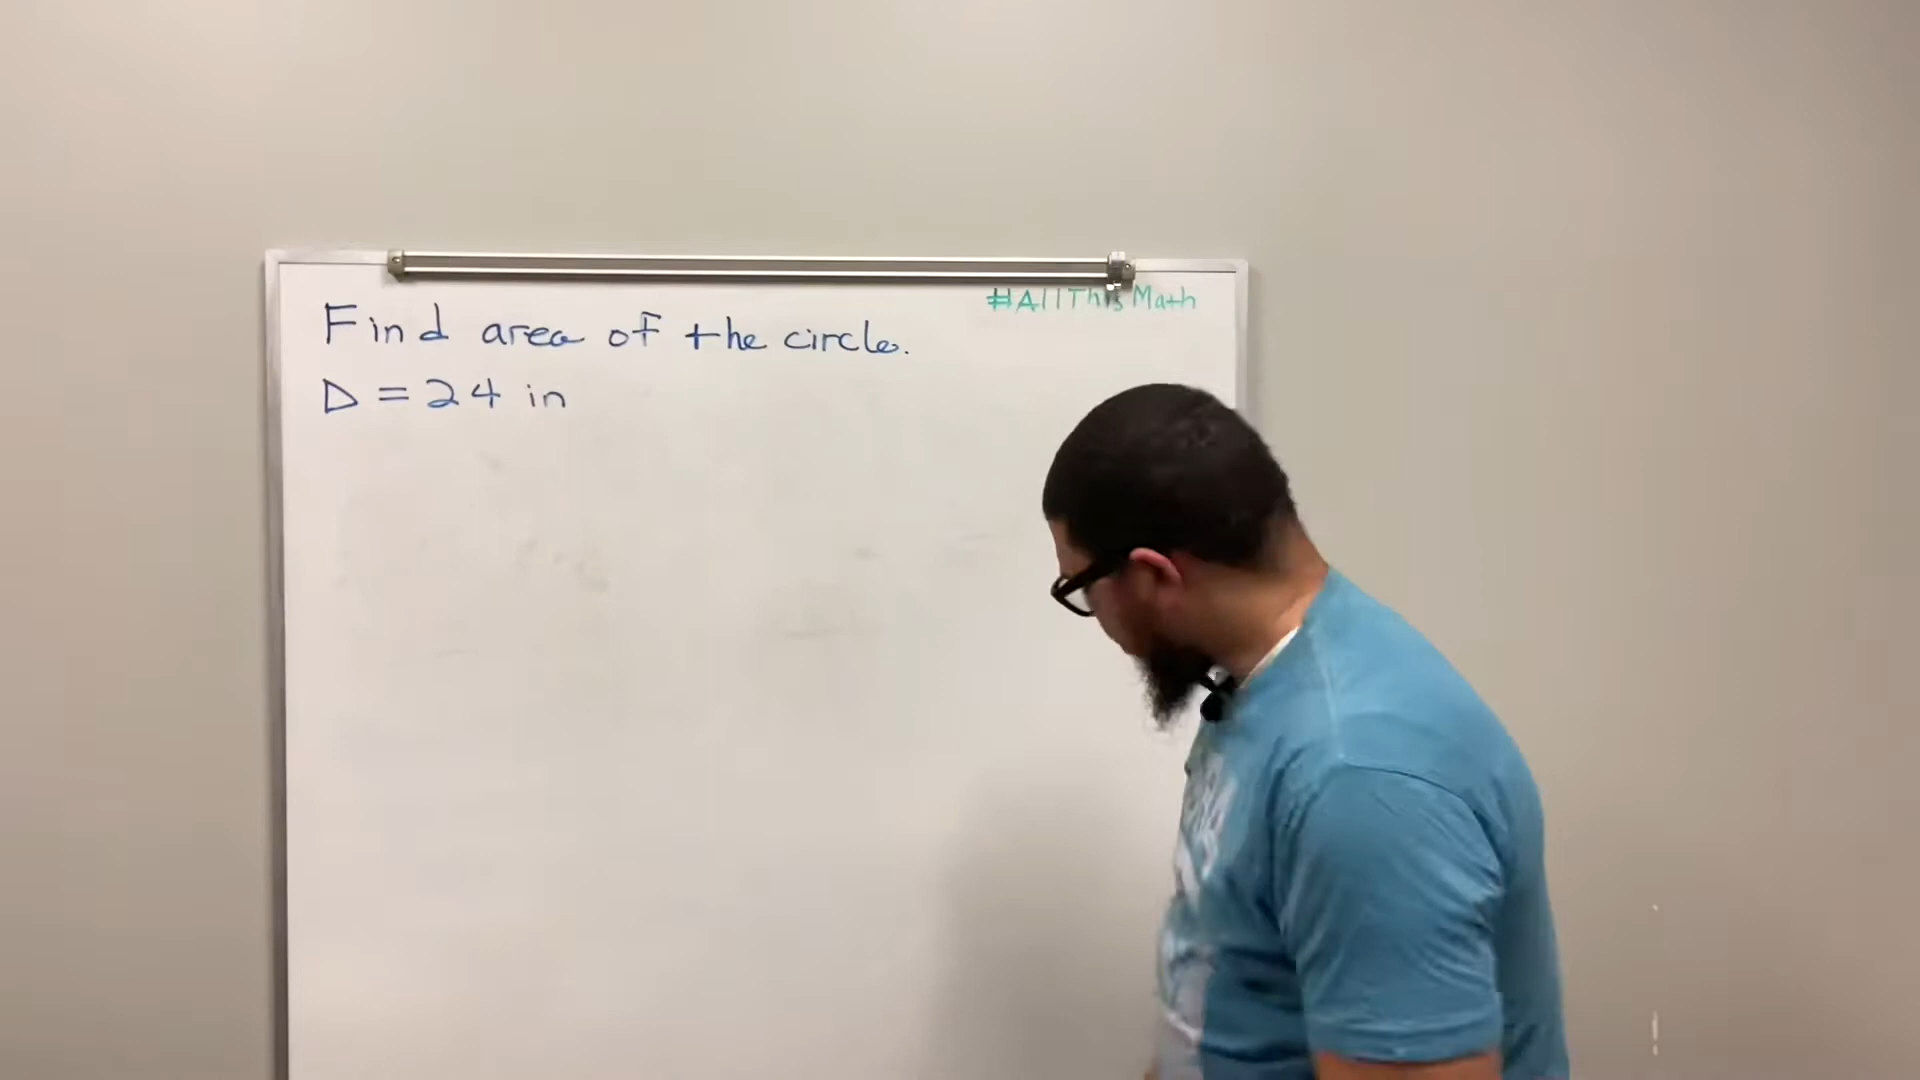 #AllThisMath
Find area of the circle.
D = 24 in